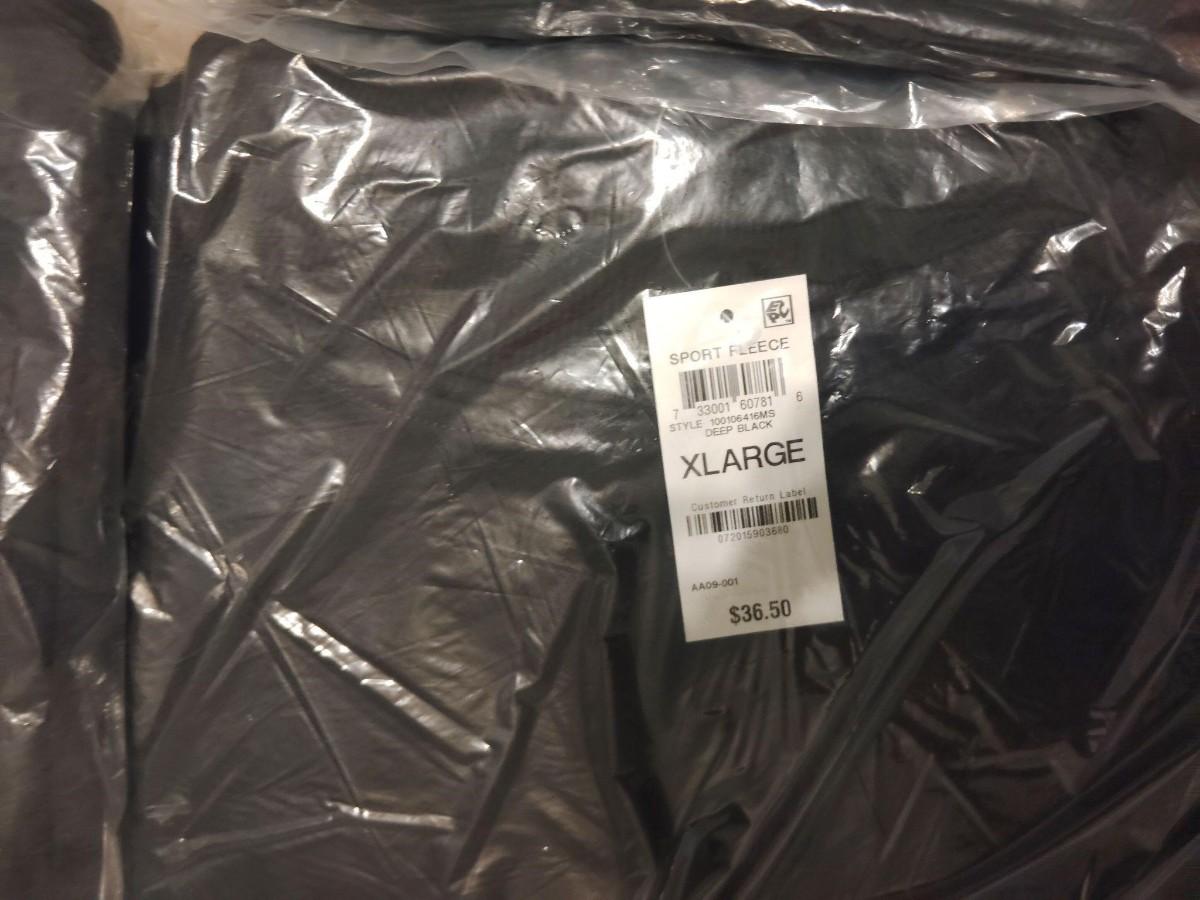 SPORT FLEECE
7 33001 60781 6
STYLE 100106416MS
DEEP BLACK
XLARGE
Customer Return Label
072015903680
AA09-001
$36.50